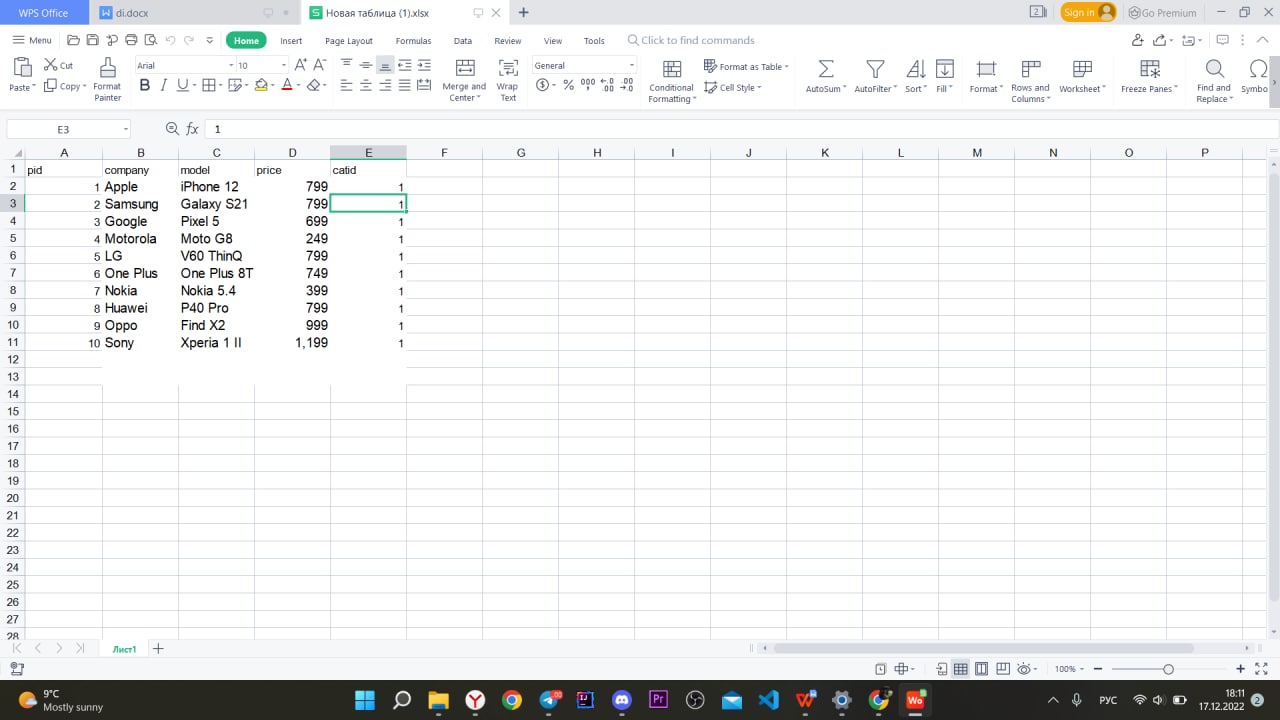 WPS Office di.docx Новая таблица (1).xlsx Sign in Go Premium
Menu Home Insert Page Layout Formulas Data Review View Tools Click to find commands
Cut Arial 10 General Format as Table
Paste Copy Format Painter Merge and Center Wrap Text Conditional Formatting Cell Style AutoSum AutoFilter Sort Fill Format Rows and Columns Worksheet Freeze Panes Find and Replace Symbo
E3 fx 1
A B C D E F G H I J K L M N O P
1 pid company model price catid
2 1 Apple iPhone 12 799 1
3 2 Samsung Galaxy S21 799 1
4 3 Google Pixel 5 699 1
5 4 Motorola Moto G8 249 1
6 5 LG V60 ThinQ 799 1
7 6 One Plus One Plus 8T 749 1
8 7 Nokia Nokia 5.4 399 1
9 8 Huawei P40 Pro 799 1
10 9 Oppo Find X2 999 1
11 10 Sony Xperia 1 II 1,199 1
12
13
14
15
16
17
18
19
20
21
22
23
24
25
26
27
28
Лист1
100%
9°C
Mostly sunny
РУС
18:11
17.12.2022
2